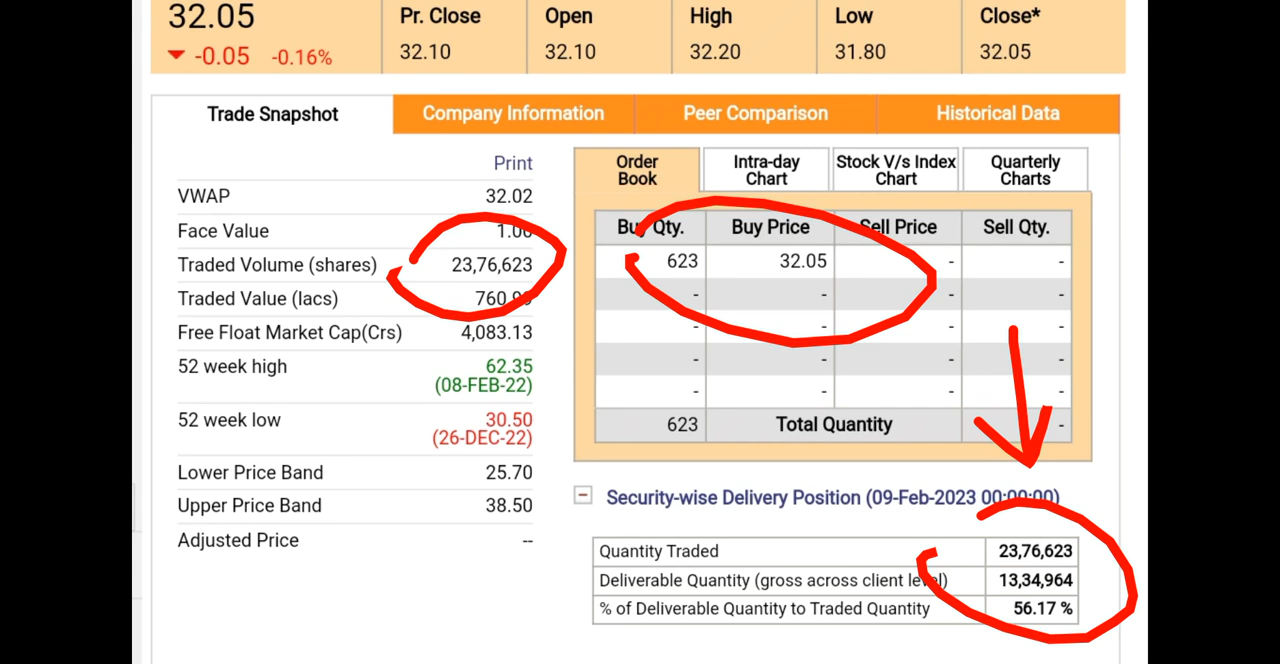 32.05
-0.05 -0.16%
Pr. Close Open High Low Close*
32.10 32.10 32.20 31.80 32.05
Trade Snapshot Company Information Peer Comparison Historical Data
Print
VWAP 32.02
Face Value 1.00
Traded Volume (shares) 23,76,623
Traded Value (lacs)
Free Float Market Cap(Crs) 4,083.13
52 week high 62.35
(08-FEB-22)
52 week low 30.50
(26-DEC-22)
Lower Price Band 25.70
Upper Price Band 38.50
Adjusted Price --
Order Book Intra-day Chart Stock V/s Index Chart Quarterly Charts
Buy Qty. Buy Price Sell Price Sell Qty.
623 32.05 - -
- - - -
- - - -
- - - -
- - - -
623 Total Quantity -
Security-wise Delivery Position (09-Feb-2023 00:00:00)
Quantity Traded 23,76,623
Deliverable Quantity (gross across client level) 13,34,964
% of Deliverable Quantity to Traded Quantity 56.17 %